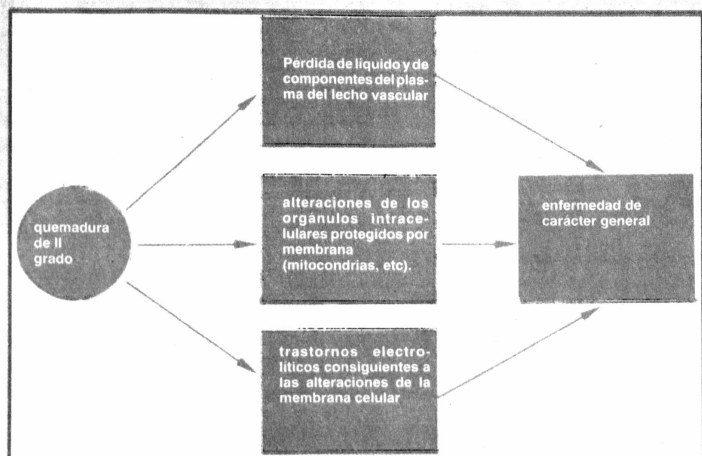 Pérdida de líquido y de
componentes del plas-
ma del lecho vascular
quemadura
de II
grado
alteraciones de los
orgánulos intrace-
lulares protegidos por
membrana
(mitocondrias, etc).
enfermedad de
carácter general
trastornos electro-
líticos consiguientes a
las alteraciones de la
membrana celular